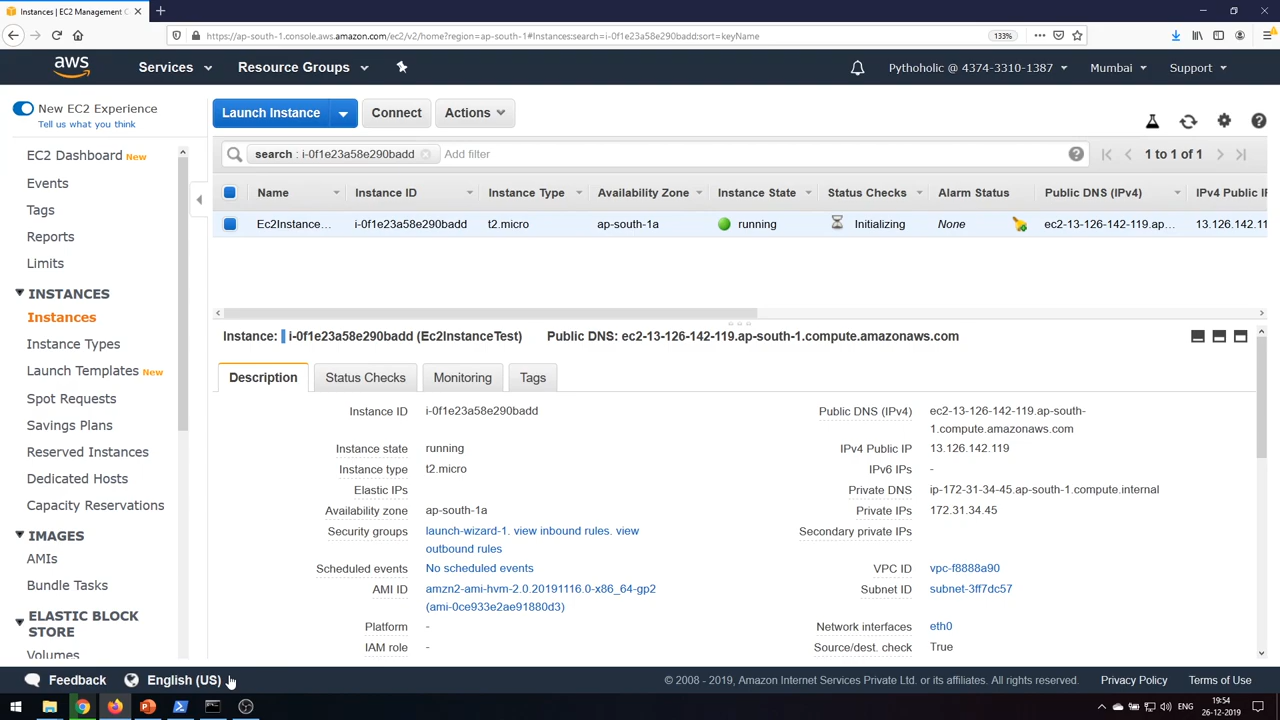 Instances | EC2 Management C
https://ap-south-1.console.aws.amazon.com/ec2/v2/home?region=ap-south-1#Instances:search=i-0f1e23a58e290badd;sort=keyName
133%
aws
Services
Resource Groups
Pythoholic @ 4374-3310-1387
Mumbai
Support
New EC2 Experience
Tell us what you think
EC2 Dashboard New
Events
Tags
Reports
Limits
INSTANCES
Instances
Instance Types
Launch Templates New
Spot Requests
Savings Plans
Reserved Instances
Dedicated Hosts
Capacity Reservations
IMAGES
AMIs
Bundle Tasks
ELASTIC BLOCK
STORE
Volumes
Launch Instance
Connect
Actions
search : i-0f1e23a58e290badd
Add filter
1 to 1 of 1
Name
Instance ID
Instance Type
Availability Zone
Instance State
Status Checks
Alarm Status
Public DNS (IPv4)
IPv4 Public IP
Ec2Instance...
i-0f1e23a58e290badd
t2.micro
ap-south-1a
running
Initializing
None
ec2-13-126-142-119.ap...
13.126.142.11
Instance: i-0f1e23a58e290badd (Ec2InstanceTest)
Public DNS: ec2-13-126-142-119.ap-south-1.compute.amazonaws.com
Description
Status Checks
Monitoring
Tags
Instance ID
i-0f1e23a58e290badd
Instance state
running
Instance type
t2.micro
Elastic IPs
Availability zone
ap-south-1a
Security groups
launch-wizard-1. view inbound rules. view
outbound rules
Scheduled events
No scheduled events
AMI ID
amzn2-ami-hvm-2.0.20191116.0-x86_64-gp2
(ami-0ce933e2ae91880d3)
Platform
-
IAM role
-
Public DNS (IPv4)
ec2-13-126-142-119.ap-south-
1.compute.amazonaws.com
IPv4 Public IP
13.126.142.119
IPv6 IPs
-
Private DNS
ip-172-31-34-45.ap-south-1.compute.internal
Private IPs
172.31.34.45
Secondary private IPs
VPC ID
vpc-f8888a90
Subnet ID
subnet-3ff7dc57
Network interfaces
eth0
Source/dest. check
True
Feedback
English (US)
© 2008 - 2019, Amazon Internet Services Private Ltd. or its affiliates. All rights reserved.
Privacy Policy
Terms of Use
ENG
19:54
26-12-2019